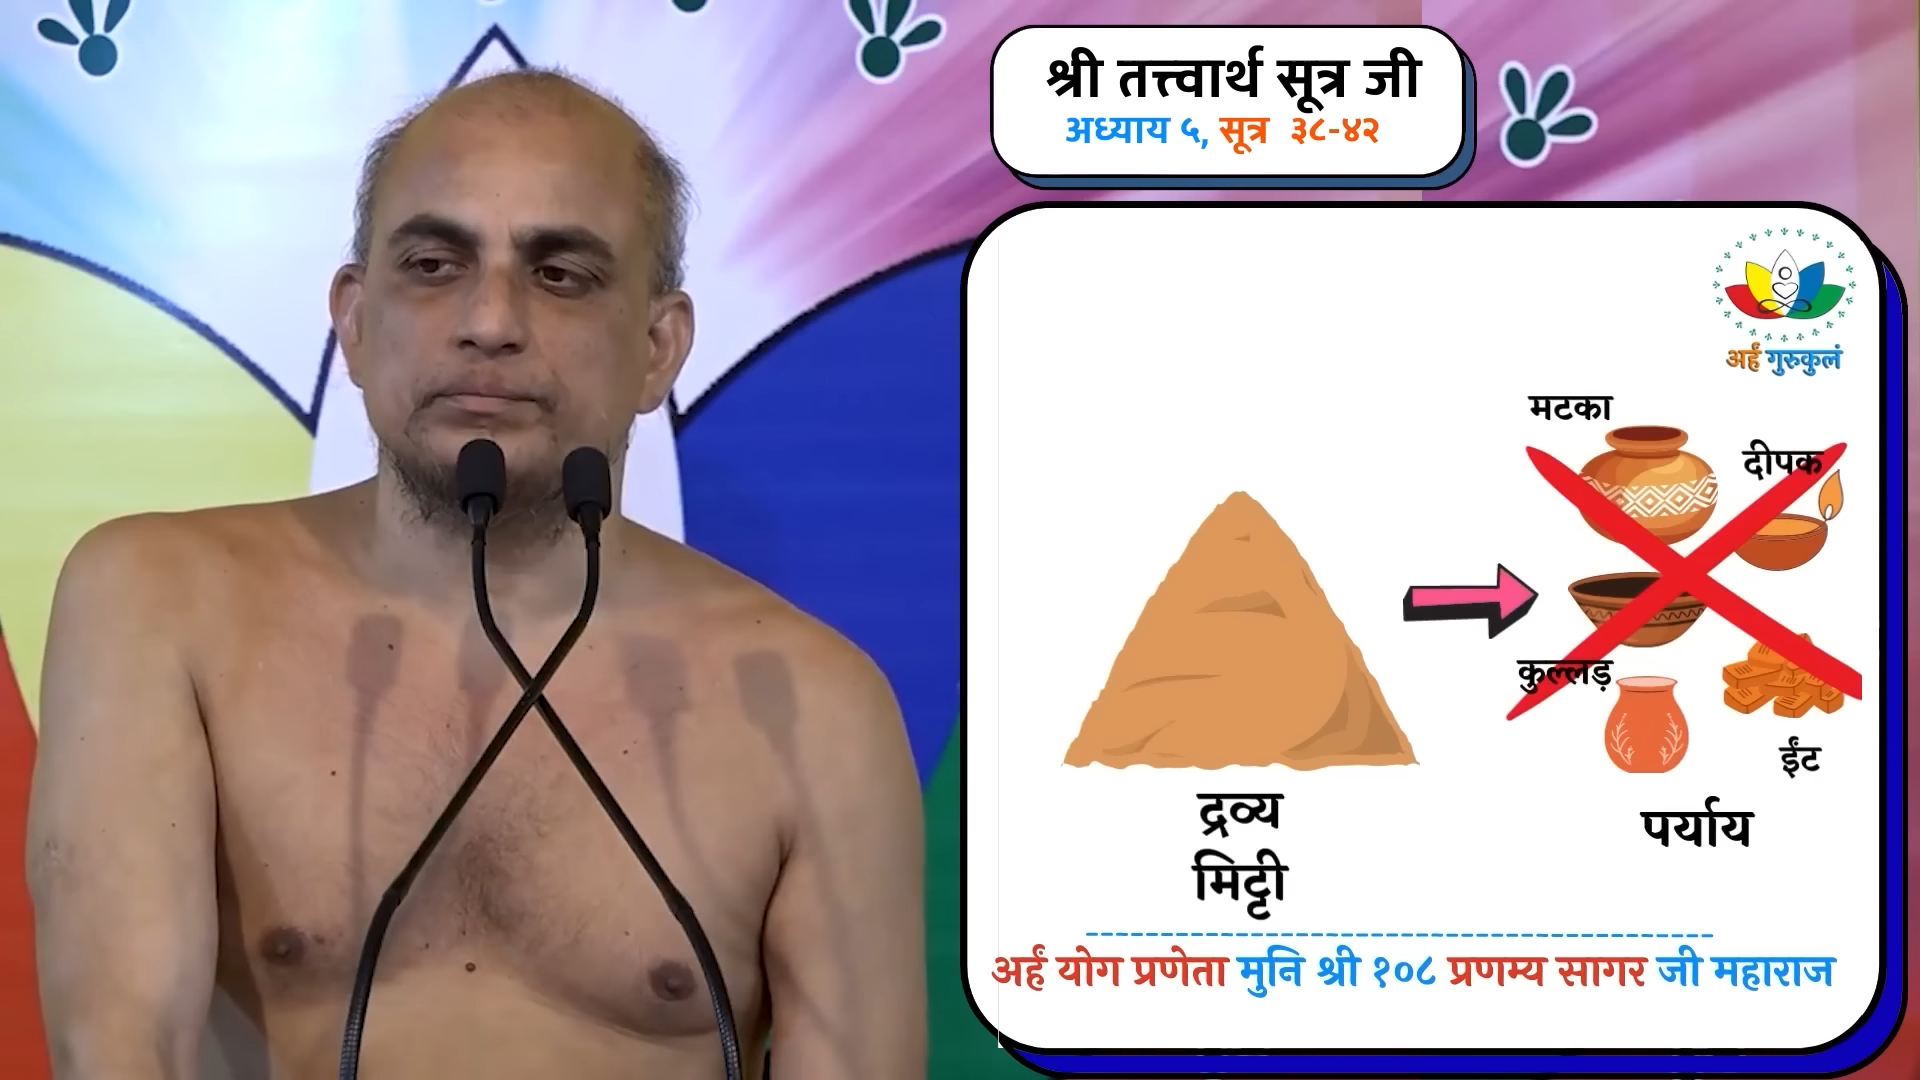 श्री तत्त्वार्थ सूत्र जी
अध्याय ५, सूत्र ३८-४२
अर्हं गुरुकुलं
मटका
दीपक
कुल्लड़
ईंट
द्रव्य
मिट्टी
पर्याय
अर्हं योग प्रणेता मुनि श्री १०८ प्रणम्य सागर जी महाराज